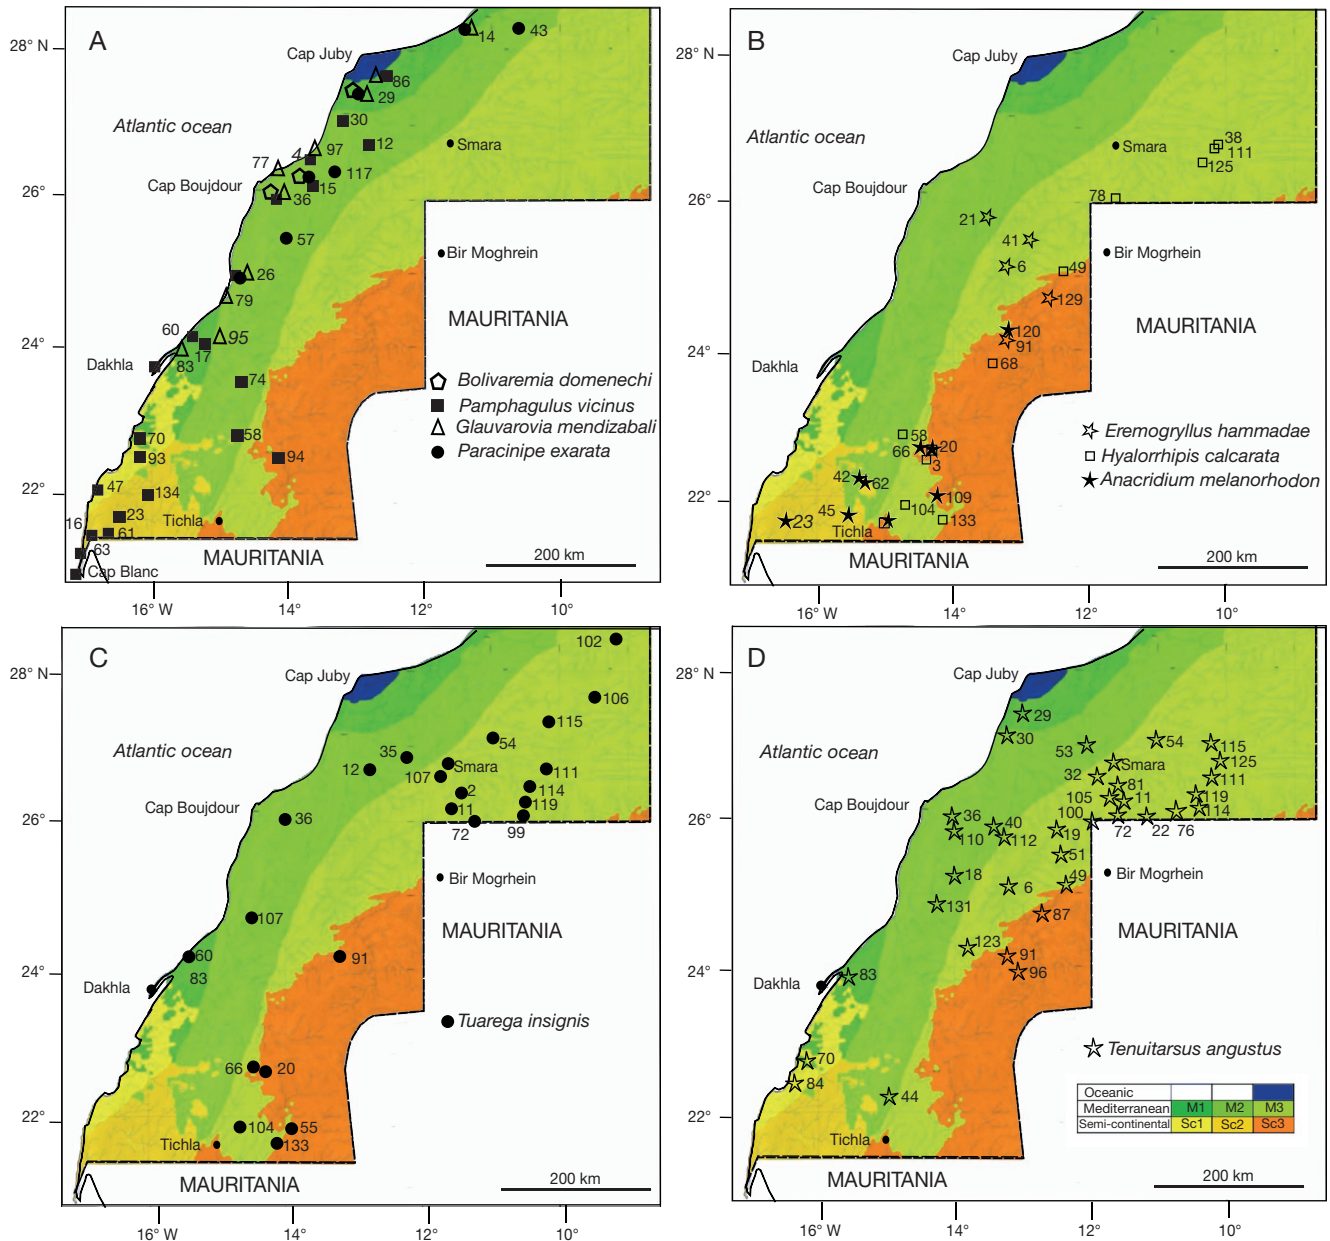 A
28° N
Cap Juby
14
43
86
29
Atlantic ocean
30
12
Smara
4
97
77
117
Cap Boujdour
15
26°
36
57
Bir Moghrein
26
79
MAURITANIA
60
95
17
24°
83
Dakhla
74
Bolivaremia domenechi
Pamphagulus vicinus
Glauvarovia mendizabali
Paracinipe exarata
70
58
93
94
22°
47
134
23
Tichla
16
61
63
MAURITANIA
Cap Blanc
200 km
16° W
14°
12°
10°
B
28° N
Cap Juby
Atlantic ocean
Smara
38
111
125
Cap Boujdour
78
26°
21
41
6
Bir Mogrhein
49
129
MAURITANIA
120
91
24°
68
Dakhla
58
66
20
3
Eremogryllus hammadae
Hyalorrhipis calcarata
Anacridium melanorhodon
42
62
109
22°
45
104
23
Tichla
133
MAURITANIA
200 km
16° W
14°
12°
10°
C
102
28° N
Cap Juby
106
115
Atlantic ocean
54
35
12
107
Smara
111
2
114
11
119
Cap Boujdour
36
72
99
26°
Bir Mogrhein
107
MAURITANIA
60
91
83
24°
Dakhla
Tuarega insignis
66
20
22°
104
55
Tichla
133
MAURITANIA
200 km
16° W
14°
12°
10°
D
28° N
Cap Juby
29
30
53
54
115
Atlantic ocean
Smara
125
32
81
111
105
11
119
Cap Boujdour
100
114
36
40
26°
110
112
19
72
22
76
51
18
6
49
Bir Mogrhein
131
87
123
MAURITANIA
91
96
24°
83
Dakhla
Tenuitarsus angustus
70
84
44
22°
Oceanic
Mediterranean M1 M2 M3
Semi-continental Sc1 Sc2 Sc3
Tichla
MAURITANIA
200 km
16° W
14°
12°
10°